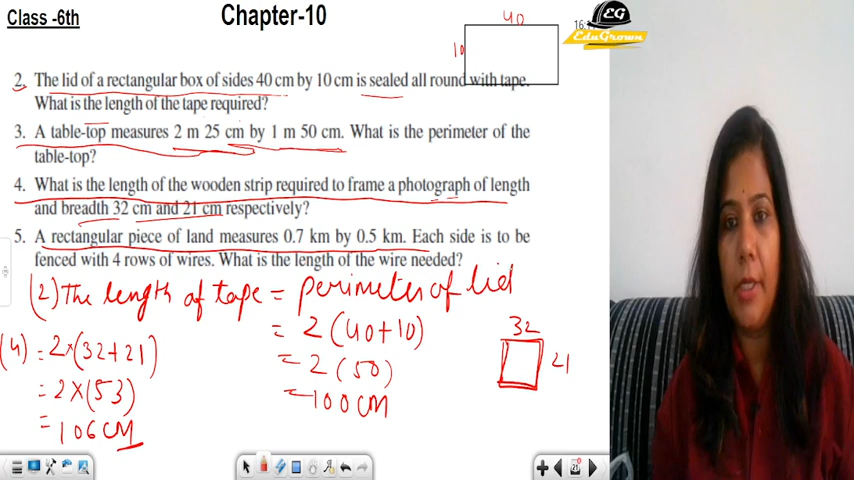 Class -6th
Chapter-10
EG
EduGrown
40
10
2. The lid of a rectangular box of sides 40 cm by 10 cm is sealed all round with tape.
What is the length of the tape required?
3. A table-top measures 2 m 25 cm by 1 m 50 cm. What is the perimeter of the
table-top?
4. What is the length of the wooden strip required to frame a photograph of length
and breadth 32 cm and 21 cm respectively?
5. A rectangular piece of land measures 0.7 km by 0.5 km. Each side is to be
fenced with 4 rows of wires. What is the length of the wire needed?
(2) The length of tape = perimeter of lid
= 2 (40+10)
= 2 (50)
= 100 cm
(4) = 2×(32+21)
= 2×(53)
= 106 cm
32
21
21